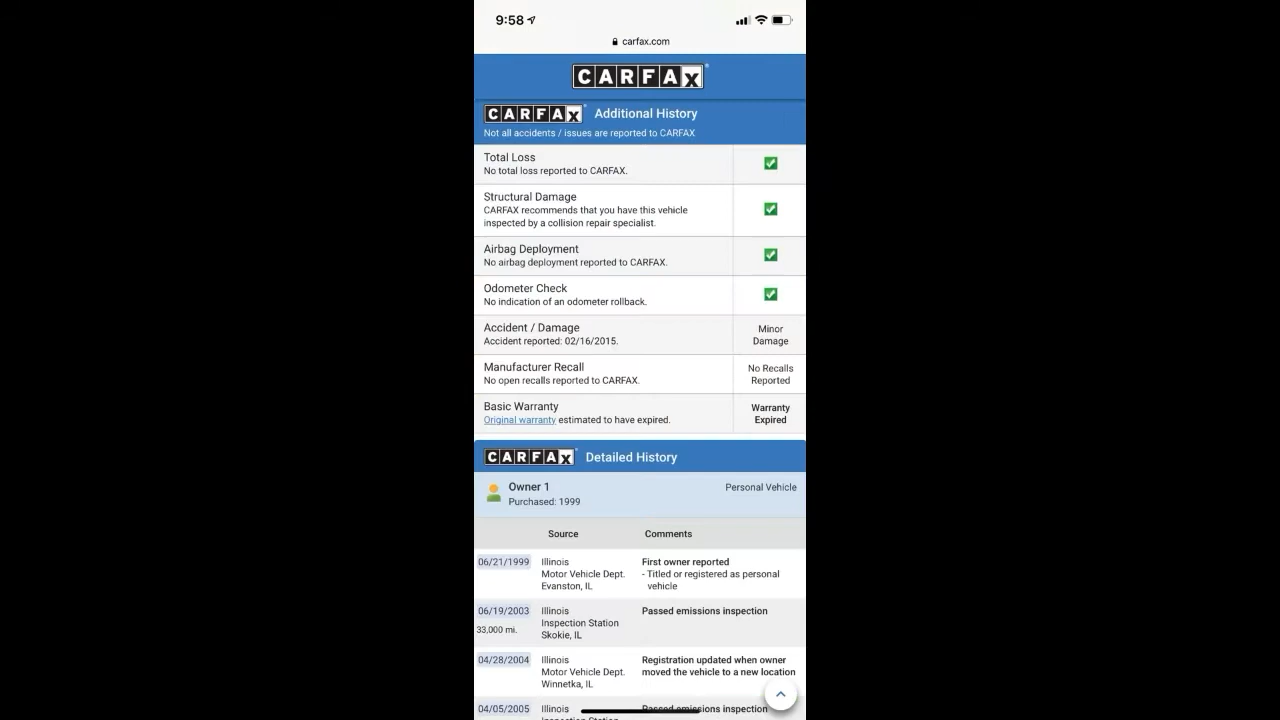 9:58
carfax.com
CARFAX
CARFAX Additional History
Not all accidents / issues are reported to CARFAX
Total Loss
No total loss reported to CARFAX.
Structural Damage
CARFAX recommends that you have this vehicle
inspected by a collision repair specialist.
Airbag Deployment
No airbag deployment reported to CARFAX.
Odometer Check
No indication of an odometer rollback.
Accident / Damage
Accident reported: 02/16/2015.
Minor
Damage
Manufacturer Recall
No open recalls reported to CARFAX.
No Recalls
Reported
Basic Warranty
Original warranty estimated to have expired.
Warranty
Expired
CARFAX Detailed History
Owner 1
Purchased: 1999
Personal Vehicle
Source Comments
06/21/1999
Illinois
Motor Vehicle Dept.
Evanston, IL
First owner reported
- Titled or registered as personal
vehicle
06/19/2003
33,000 mi.
Illinois
Inspection Station
Skokie, IL
Passed emissions inspection
04/28/2004
Illinois
Motor Vehicle Dept.
Winnetka, IL
Registration updated when owner
moved the vehicle to a new location
04/05/2005
Illinois
Inspection Station
Passed emissions inspection